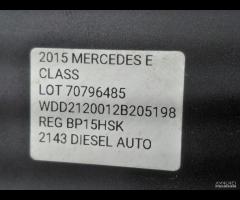 2015 MERCEDES E
CLASS
LOT 70796485
WDD2120012B205198
REG BP15HSK
2143 DIESEL AUTO